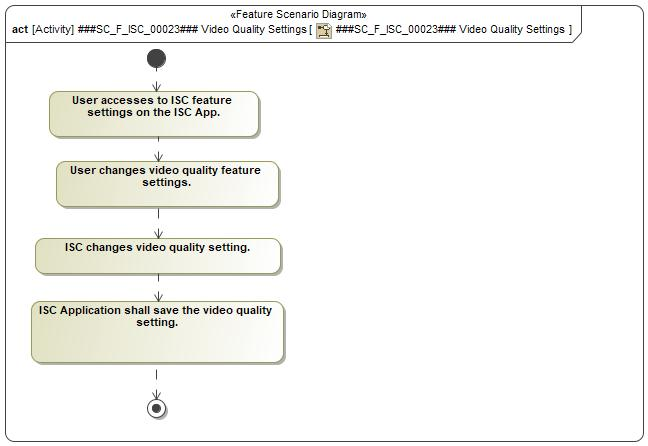 «Feature Scenario Diagram»
act [Activity] ###SC_F_ISC_00023### Video Quality Settings [ ###SC_F_ISC_00023### Video Quality Settings ]
User accesses to ISC feature
settings on the ISC App.
User changes video quality feature
settings.
ISC changes video quality setting.
ISC Application shall save the video quality
setting.